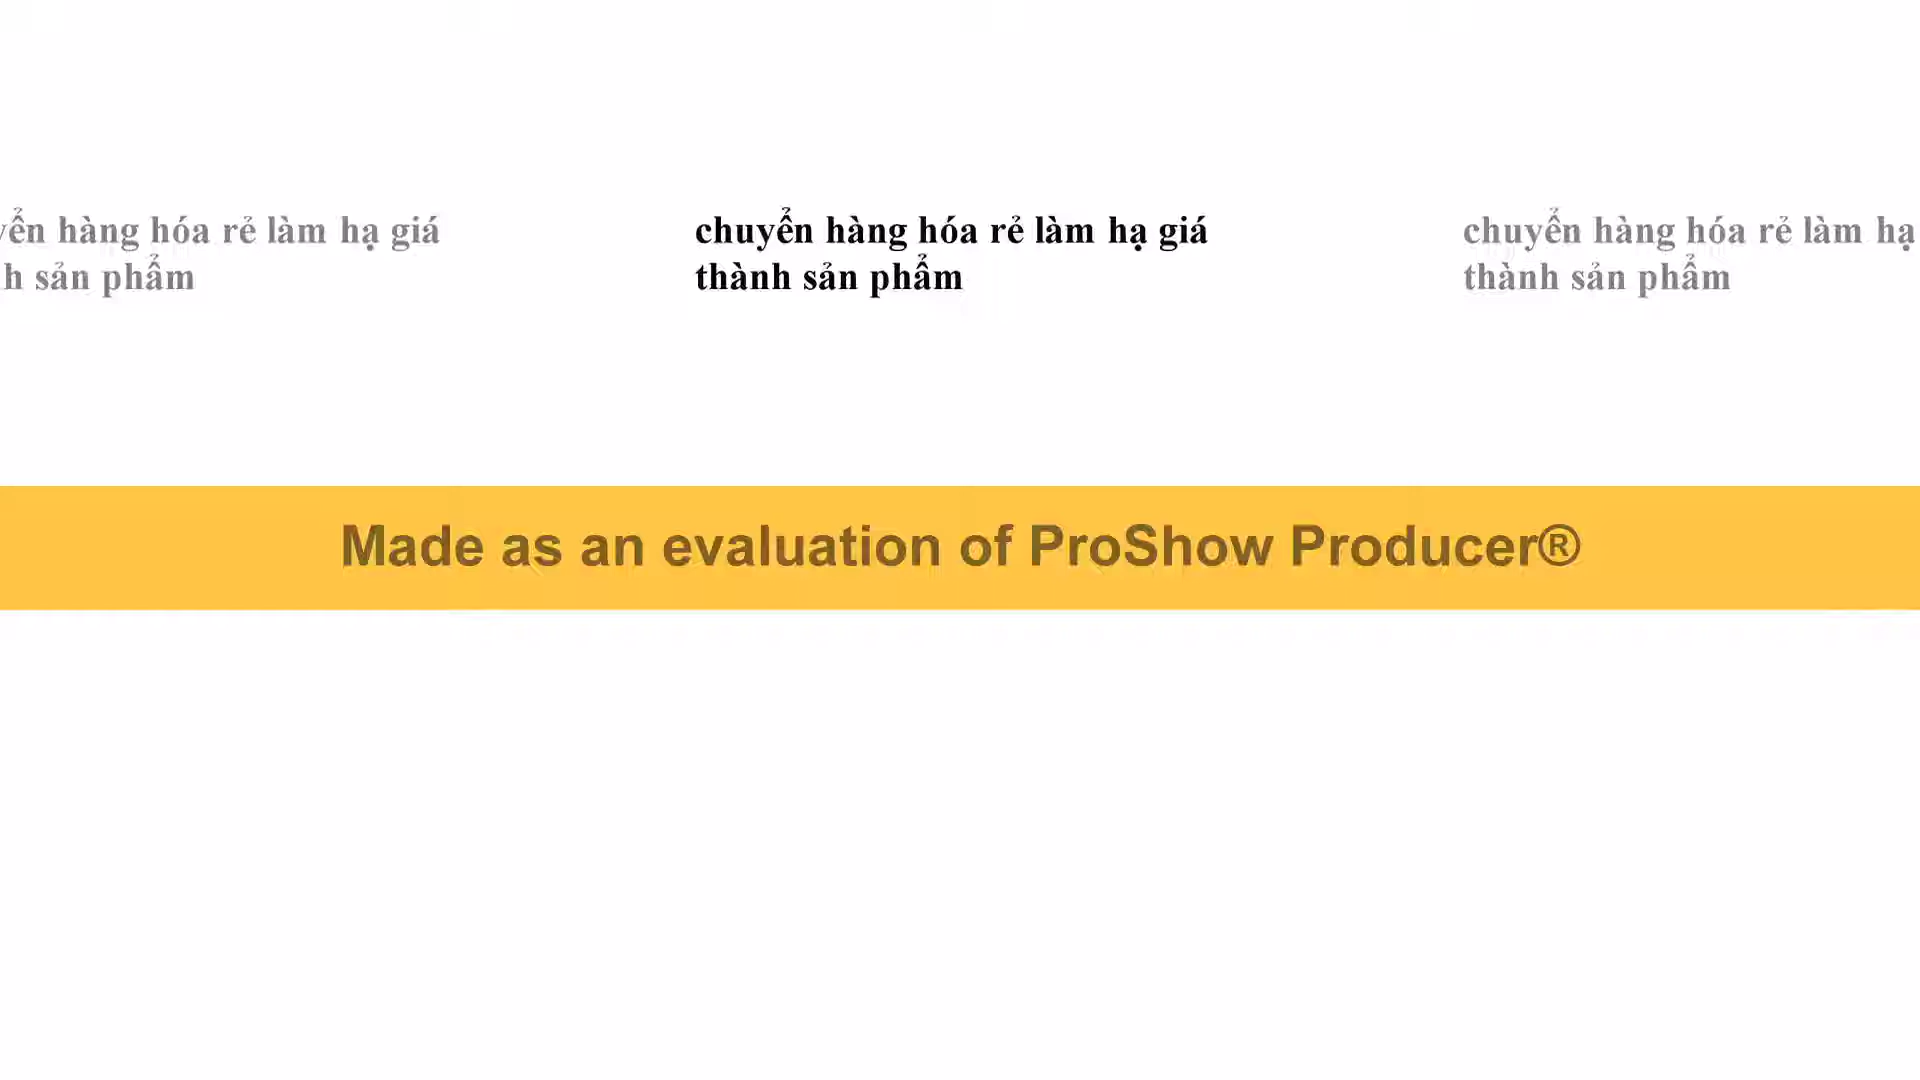 ển hàng hóa rẻ làm hạ giá
h sản phẩm
chuyển hàng hóa rẻ làm hạ giá
thành sản phẩm
chuyển hàng hóa rẻ làm hạ
thành sản phẩm
Made as an evaluation of ProShow Producer®